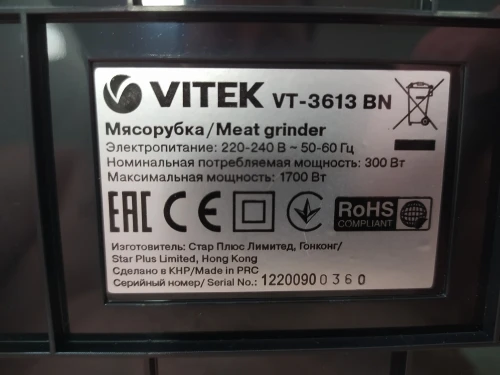 VITEK VT-3613 BN
Мясорубка/Meat grinder
Электропитание: 220-240 В ~ 50-60 Гц
Номинальная потребляемая мощность: 300 Вт
Максимальная мощность: 1700 Вт
EAC CE RoHS
COMPLIANT
Изготовитель: Стар Плюс Лимитед, Гонконг/
Star Plus Limited, Hong Kong
Сделано в КНР/Made in PRC
Серийный номер/ Serial No.: 1220090 0360